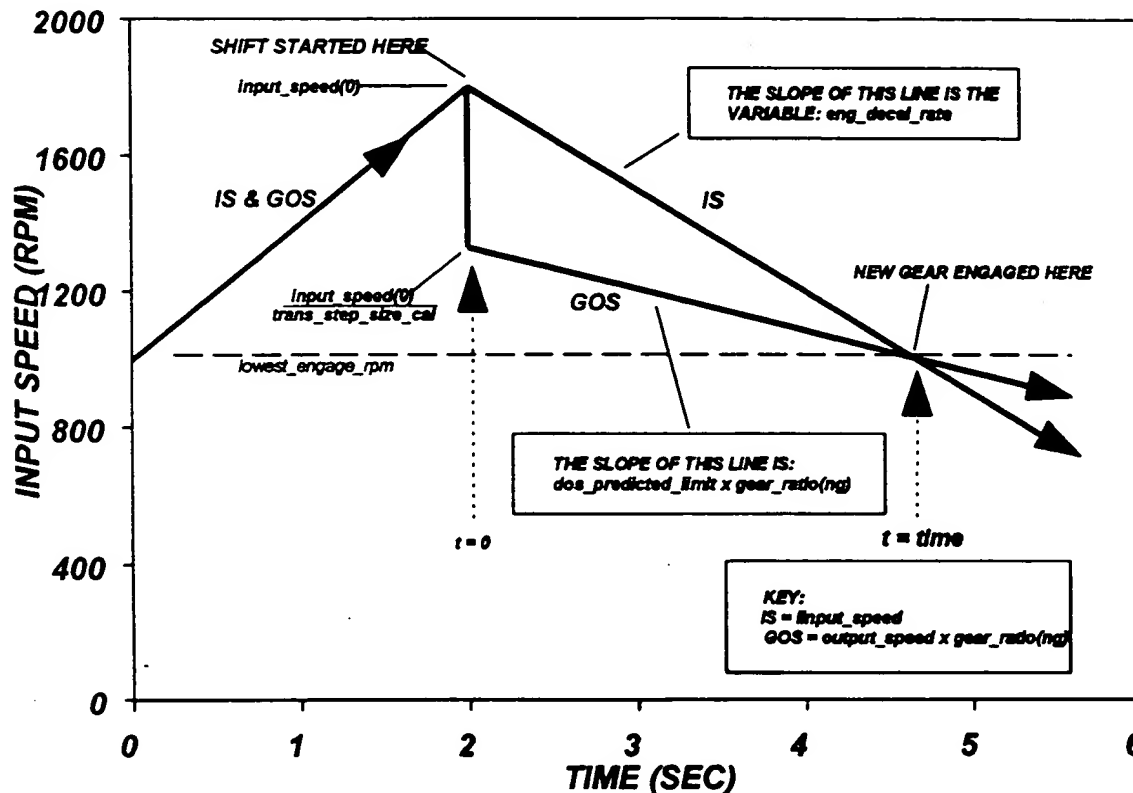 2000
1600
1200
800
400
0
INPUT SPEED (RPM)
SHIFT STARTED HERE
input_speed(0)
THE SLOPE OF THIS LINE IS THE
VARIABLE: eng_decel_rate
IS & GOS
IS
NEW GEAR ENGAGED HERE
input_speed(0)
trans_step_size_cal
GOS
lowest_engage_rpm
THE SLOPE OF THIS LINE IS:
dos_predicted_limit x gear_ratio(ng)
t = 0
t = time
KEY:
IS = iinput_speed
GOS = output_speed x gear_ratio(ng)
0 1 2 3 4 5 6
TIME (SEC)